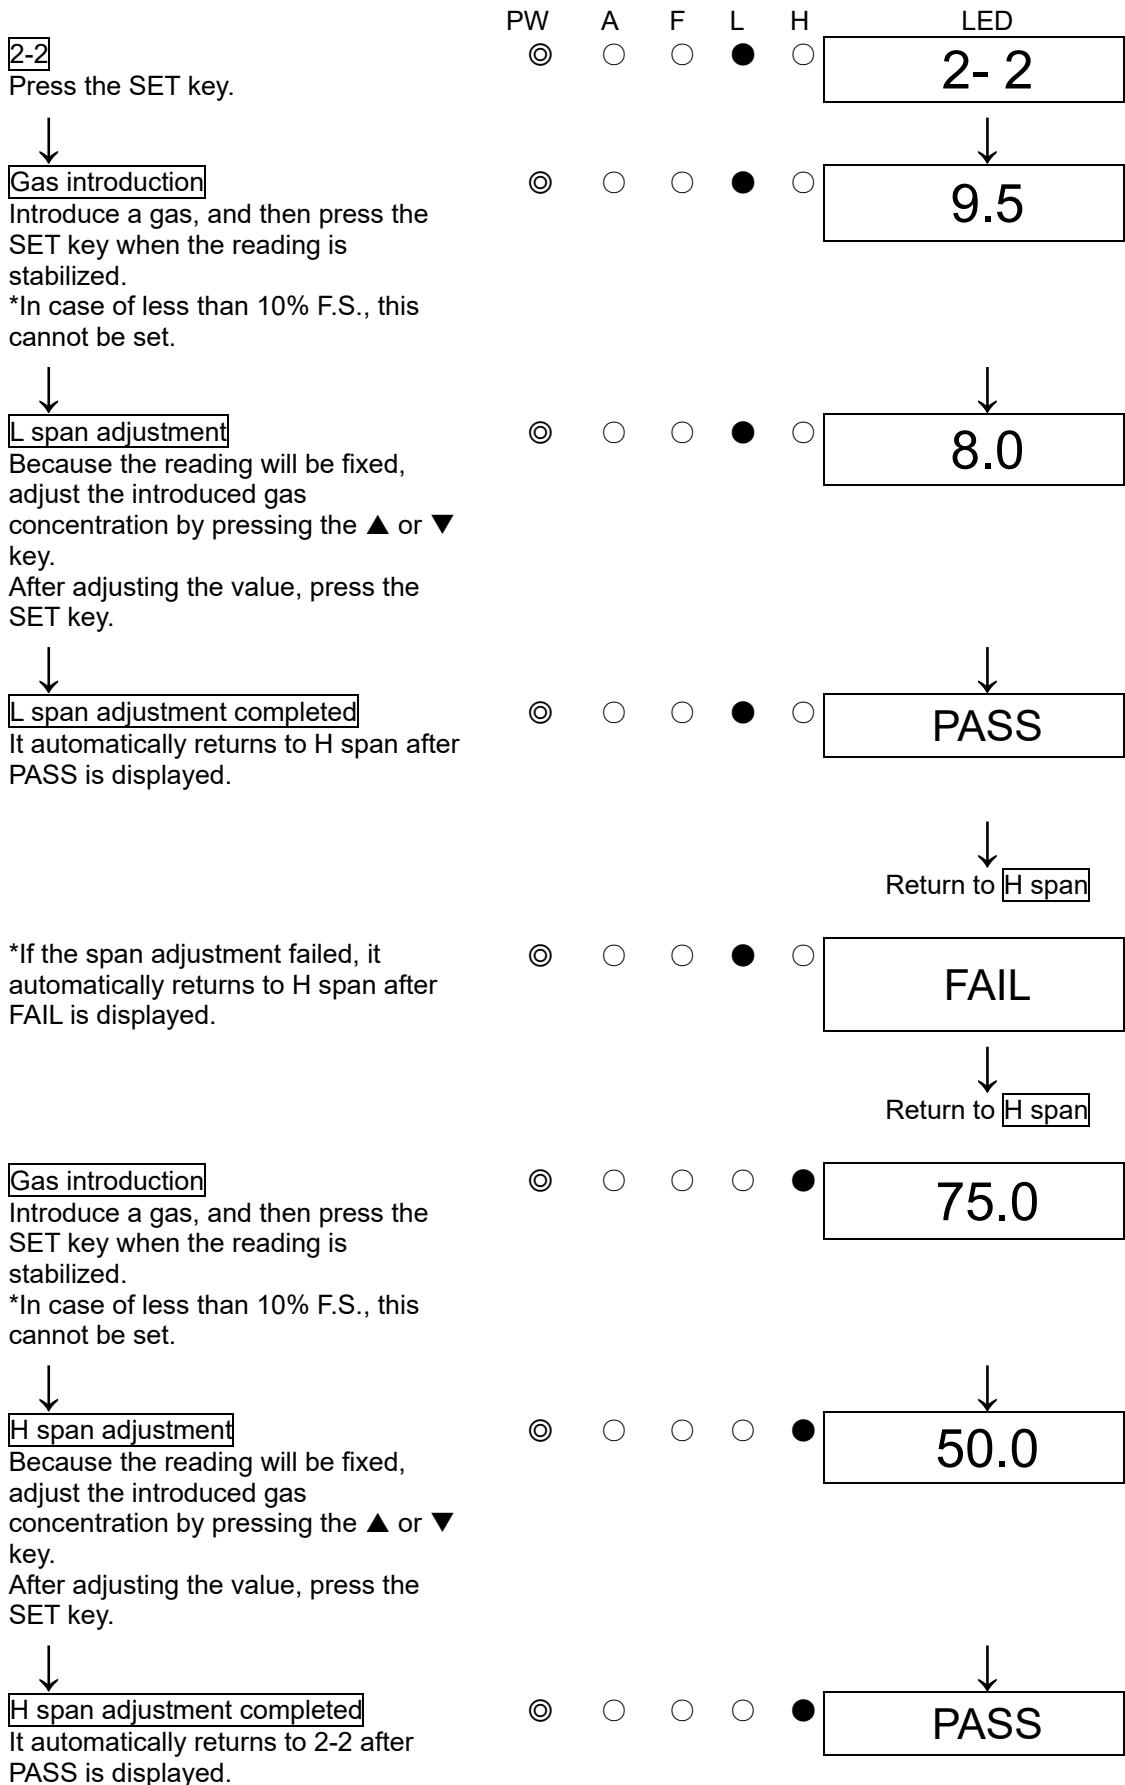 PW A F L H LED
2-2 ◎ ○ ○ ● ○ 2- 2
Press the SET key.
↓ ↓
Gas introduction ◎ ○ ○ ● ○ 9.5
Introduce a gas, and then press the
SET key when the reading is
stabilized.
*In case of less than 10% F.S., this
cannot be set.
↓ ↓
L span adjustment ◎ ○ ○ ● ○ 8.0
Because the reading will be fixed,
adjust the introduced gas
concentration by pressing the ▲ or ▼
key.
After adjusting the value, press the
SET key.
↓ ↓
L span adjustment completed ◎ ○ ○ ● ○ PASS
It automatically returns to H span after
PASS is displayed.
↓
Return to H span
*If the span adjustment failed, it ◎ ○ ○ ● ○ FAIL
automatically returns to H span after
FAIL is displayed.
↓
Return to H span
Gas introduction ◎ ○ ○ ○ ● 75.0
Introduce a gas, and then press the
SET key when the reading is
stabilized.
*In case of less than 10% F.S., this
cannot be set.
↓ ↓
H span adjustment ◎ ○ ○ ○ ● 50.0
Because the reading will be fixed,
adjust the introduced gas
concentration by pressing the ▲ or ▼
key.
After adjusting the value, press the
SET key.
↓ ↓
H span adjustment completed ◎ ○ ○ ○ ● PASS
It automatically returns to 2-2 after
PASS is displayed.